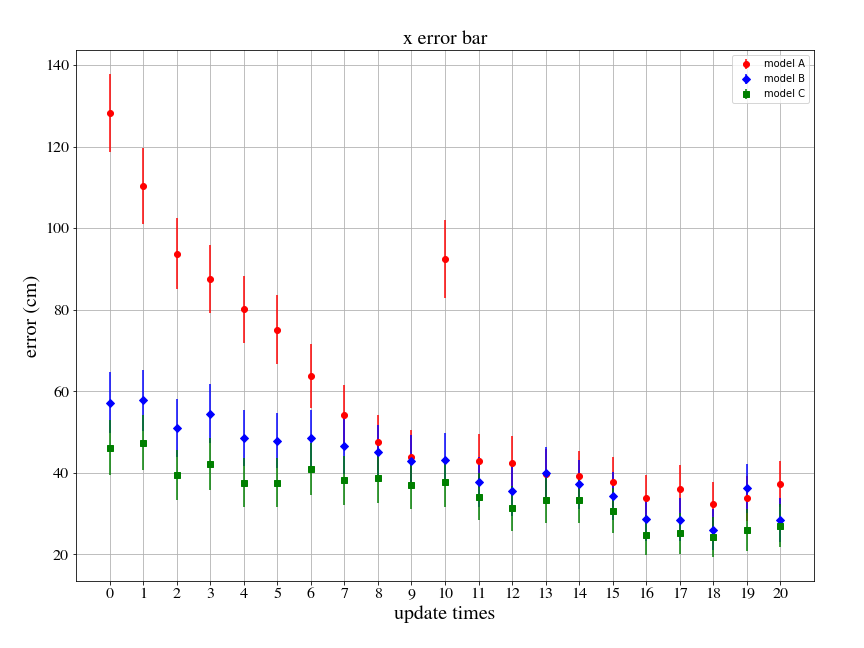 x error bar
model A
model B
model C
140
120
100
80
60
40
20
error (cm)
0 1 2 3 4 5 6 7 8 9 10 11 12 13 14 15 16 17 18 19 20
update times